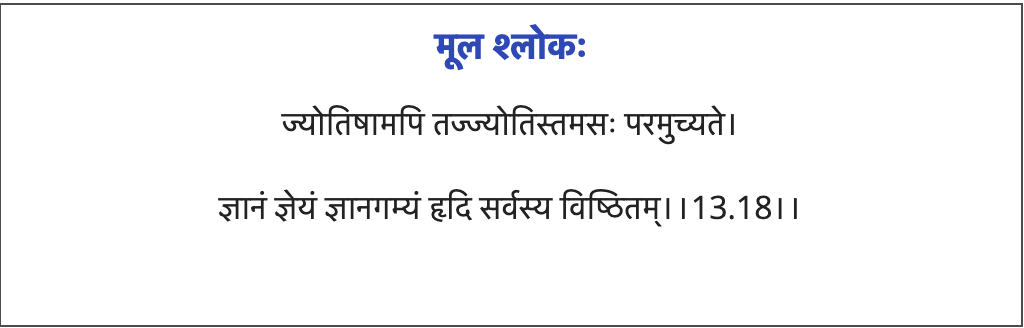 मूल श्लोकः
ज्योतिषामपि तज्ज्योतिस्तमसः परमुच्यते।
ज्ञानं ज्ञेयं ज्ञानगम्यं हृदि सर्वस्य विष्ठितम्।।13.18।।